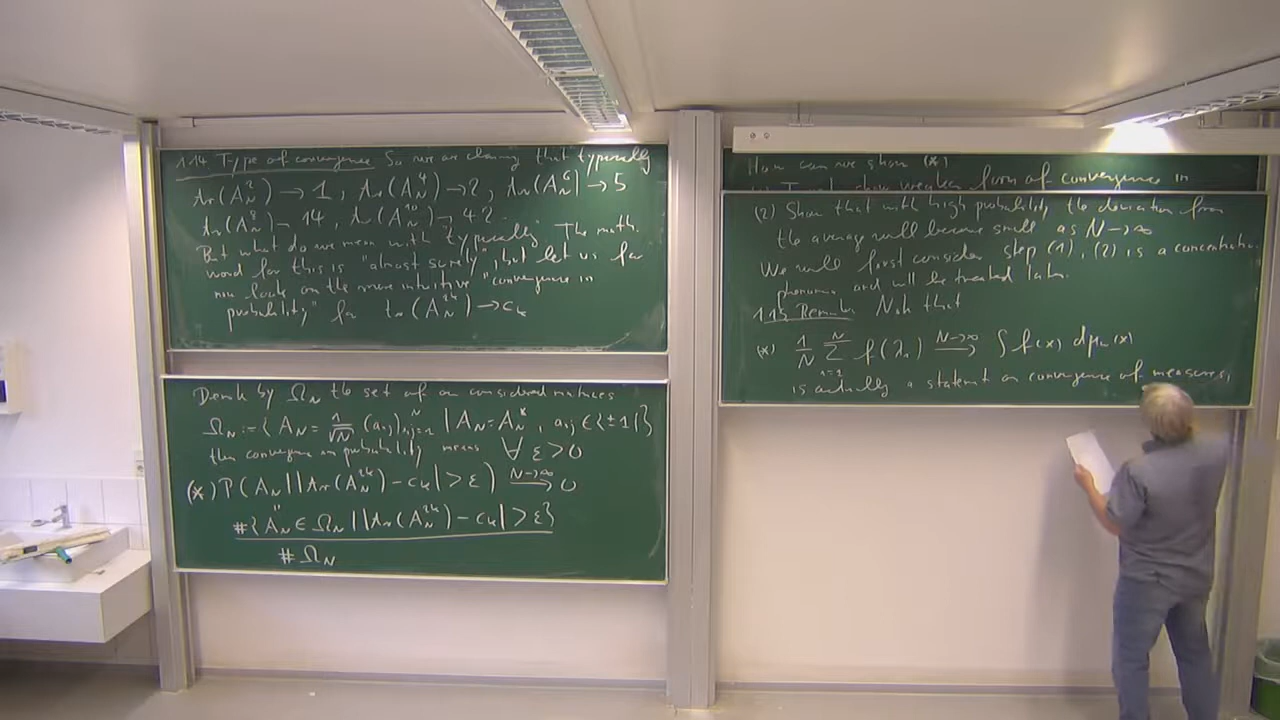 1.14 Type of convergence So we are claiming that typically
tr(A_N^2) → 1, tr(A_N^4) → 2, tr(A_N^6) → 5
tr(A_N^8) → 14, tr(A_N^10) → 42.
But what do we mean with "typically". The math.
word for this is "almost surely", but let us for
now look on the more intuitive "convergence in
probability" for tr(A_N^{2k}) → c_k
Denote by Ω_N the set of our considered matrices
Ω_N := { A_N = 1/√N (a_ij)_{i,j=1}^N | A_N = A_N^*, a_ij ∈ {±1} }
then convergence in probability means ∀ ε > 0
(*) P( A_N | |tr(A_N^{2k}) - c_k| > ε ) →^{N→∞} 0
"
#{A_N ∈ Ω_N | |tr(A_N^{2k}) - c_k| > ε}
# Ω_N
How can we show (*)
weaker form of convergence in
(2) Show that with high probability the deviation from
the average will become small as N → ∞
We will first consider step (1), (2) is a concentration
phenomena and will be treated later.
1.15 Remark Note that
(*) 1/N Σ_{i=1}^N f(λ_i) →^{N→∞} ∫ f(x) dμ_W(x)
is actually a statement on convergence of measures,